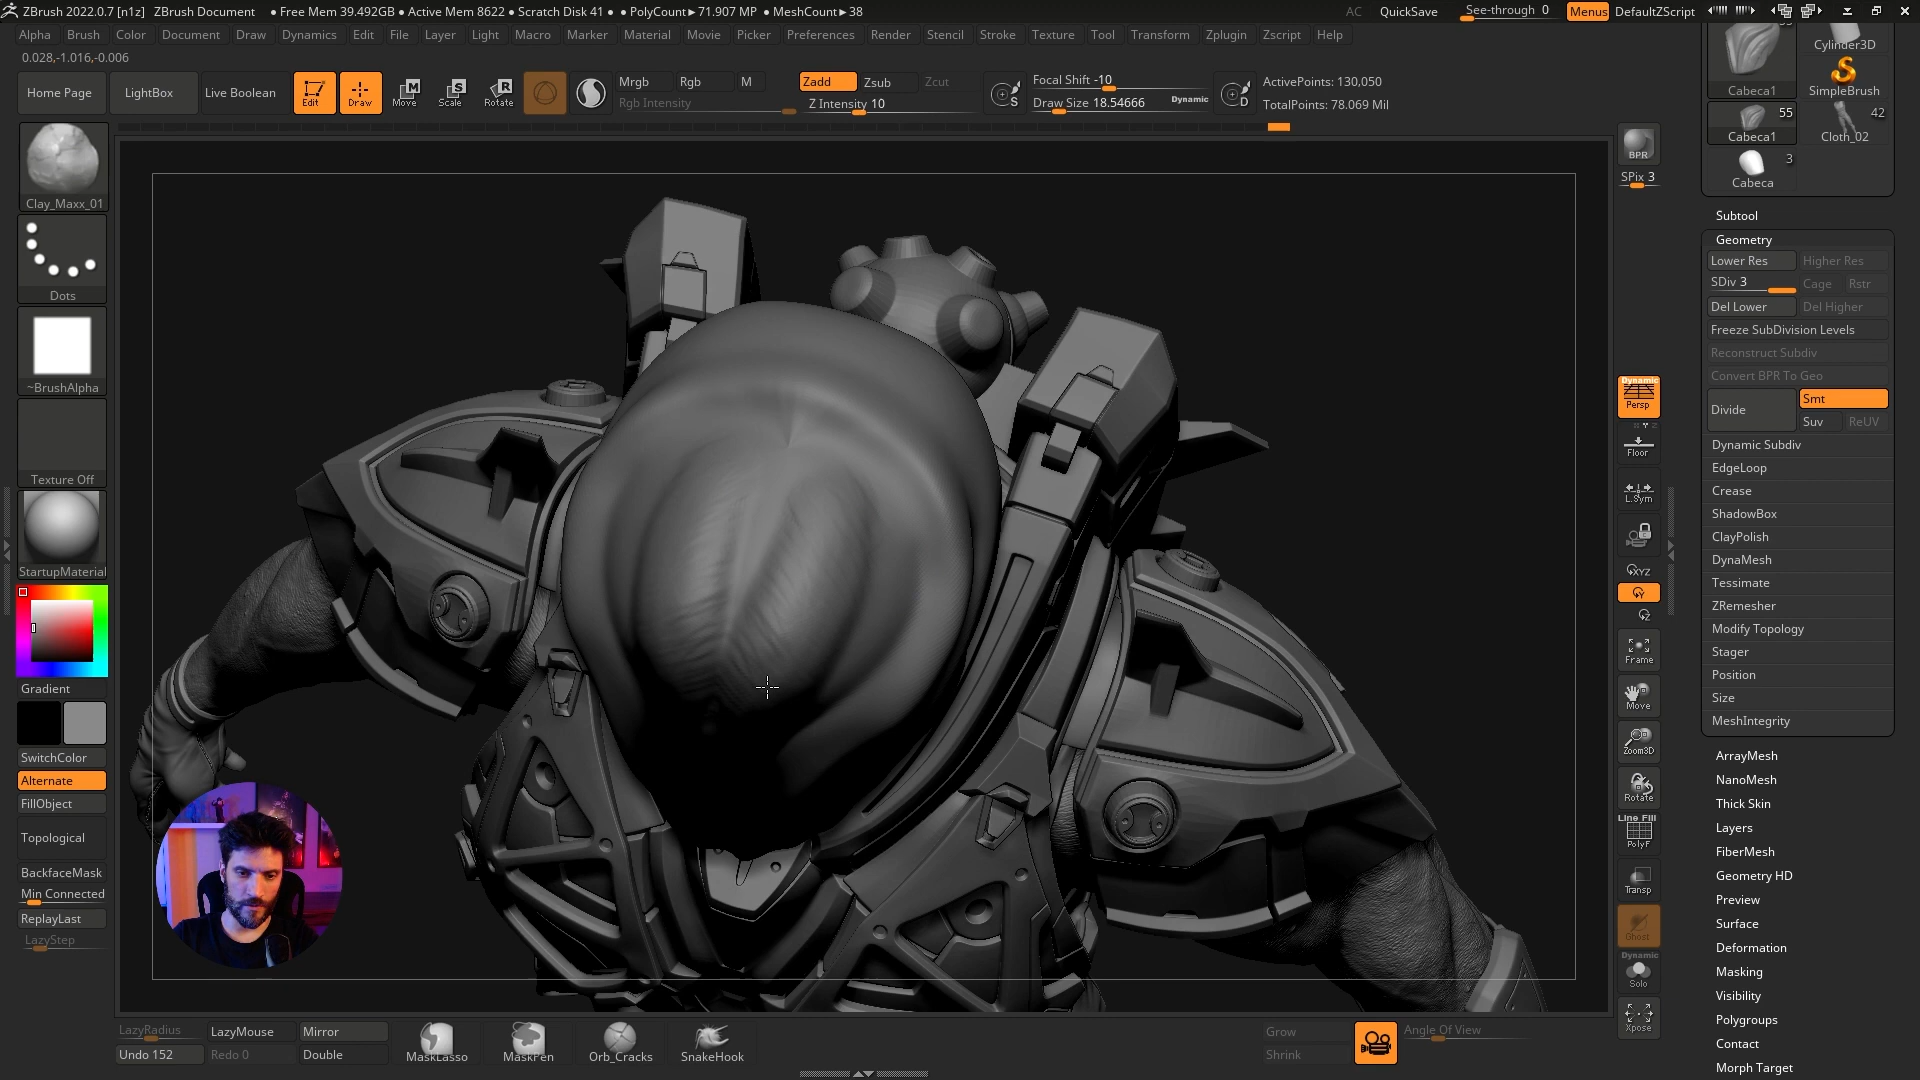 ZBrush 2022.0.7 [n1z] ZBrush Document ● Free Mem 39.492GB ● Active Mem 8622 ● Scratch Disk 41 ● ● PolyCount► 71.907 MP ● MeshCount► 38 AC QuickSave See-through 0 Menus DefaultZScript
Alpha Brush Color Document Draw Dynamics Edit File Layer Light Macro Marker Material Movie Picker Preferences Render Stencil Stroke Texture Tool Transform Zplugin Zscript Help
0.028,-1.016,-0.006
Home Page LightBox Live Boolean Edit Draw Move Scale Rotate
Mrgb Rgb M
Rgb Intensity
Zadd Zsub Zcut
Z Intensity 10
S
Focal Shift -10
Draw Size 18.54666 Dynamic
D
ActivePoints: 130,050
TotalPoints: 78.069 Mil
Clay_Maxx_01
Dots
~BrushAlpha
Texture Off
StartupMaterial
Gradient
SwitchColor
Alternate
FillObject
Topological
BackfaceMask
Min Connected
ReplayLast
LazyStep
LazyRadius LazyMouse Mirror
Undo 152 Redo 0 Double
MaskLasso MaskPen Orb_Cracks SnakeHook
Grow
Shrink
Angle Of View
BPR
SPix 3
Dynamic
Persp
Floor
L.Sym
XYZ
Y
Z
Frame
Move
Zoom3D
Rotate
Line Fill
PolyF
Transp
Ghost
Dynamic
Solo
Xpose
Cylinder3D
Cabeca1 SimpleBrush
55 42
Cabeca1 Cloth_02
3
Cabeca
Subtool
Geometry
Lower Res Higher Res
SDiv 3 Cage Rstr
Del Lower Del Higher
Freeze SubDivision Levels
Reconstruct Subdiv
Convert BPR To Geo
Divide Smt
Suv ReUV
Dynamic Subdiv
EdgeLoop
Crease
ShadowBox
ClayPolish
DynaMesh
Tessimate
ZRemesher
Modify Topology
Stager
Position
Size
MeshIntegrity
ArrayMesh
NanoMesh
Thick Skin
Layers
FiberMesh
Geometry HD
Preview
Surface
Deformation
Masking
Visibility
Polygroups
Contact
Morph Target